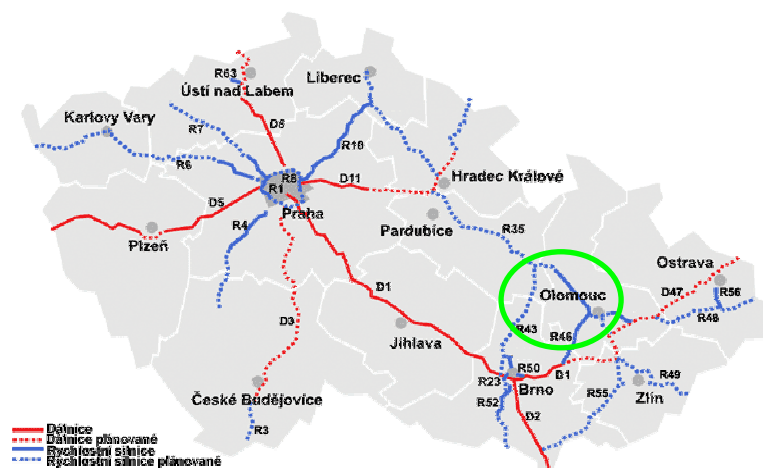 R63
Ústí nad Labem
Liberec
Karlovy Vary
R7
D8
R10
R6
R8
R1
D11
Hradec Králové
D5
R4
Praha
Plzeň
Pardubice
R35
Ostrava
D1
Olomouc
D47
R56
D3
R43
R46
R48
Jihlava
R50
R23
D1
R49
R52
Brno
R55
Zlín
České Budějovice
D2
R3
Dálnice
Dálnice plánované
Rychlostní silnice
Rychlostní silnice plánované